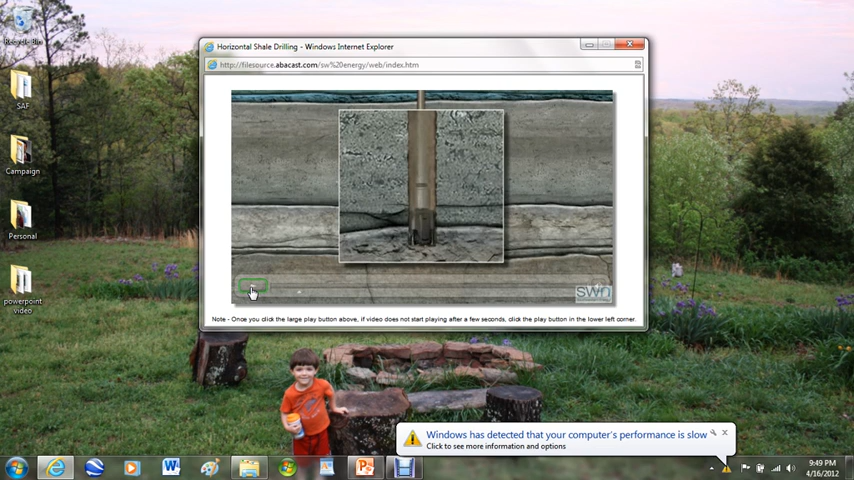 Recycle Bin
SAF
Campaign
Personal
powerpoint
video
Horizontal Shale Drilling - Windows Internet Explorer
http://filesource.abacast.com/sw%20energy/web/index.htm
swn
Note - Once you click the large play button above, if video does not start playing after a few seconds, click the play button in the lower left corner.
Windows has detected that your computer's performance is slow
Click to see more information and options
9:49 PM
4/16/2012